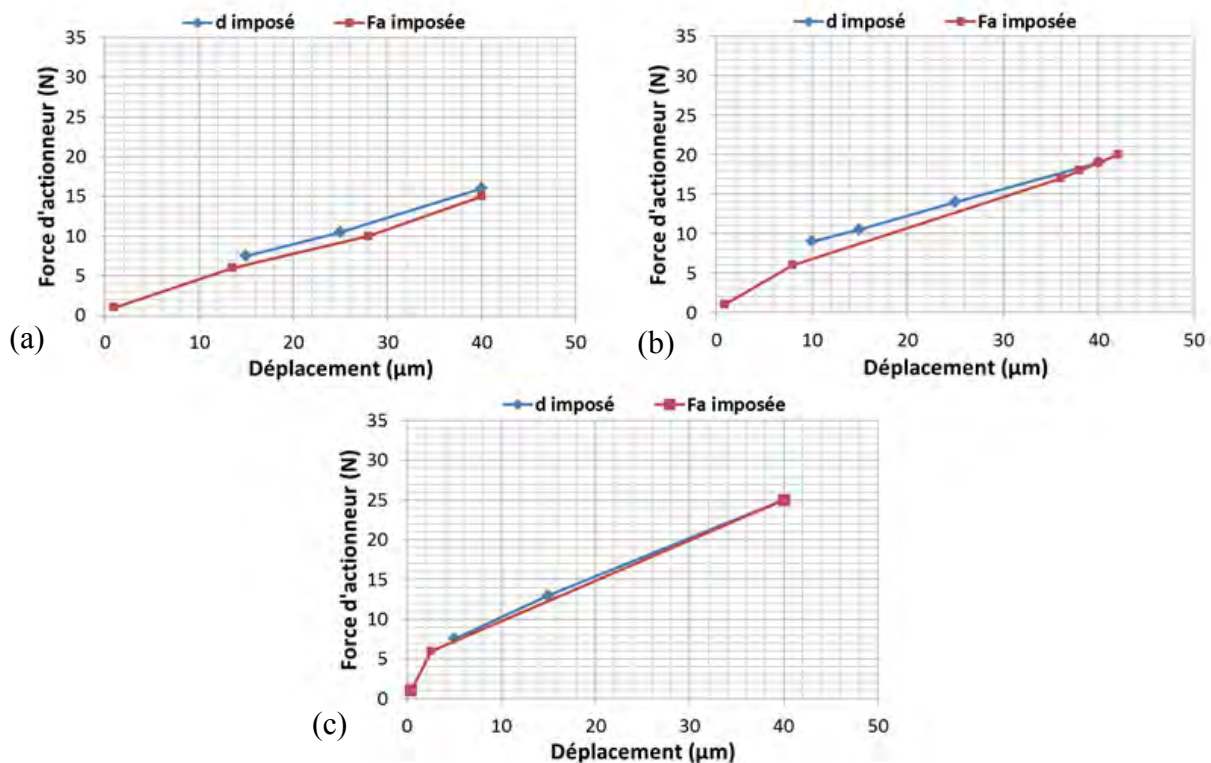 d imposé Fa imposée
35
30
25
20
15
10
5
0
0 10 20 30 40 50
Force d'actionneur (N)
Déplacement (µm)
(a)
d imposé Fa imposée
35
30
25
20
15
10
5
0
0 10 20 30 40 50
Force d'actionneur (N)
Déplacement (µm)
(b)
d imposé Fa imposée
35
30
25
20
15
10
5
0
0 10 20 30 40 50
Force d'actionneur (N)
Déplacement (µm)
(c)